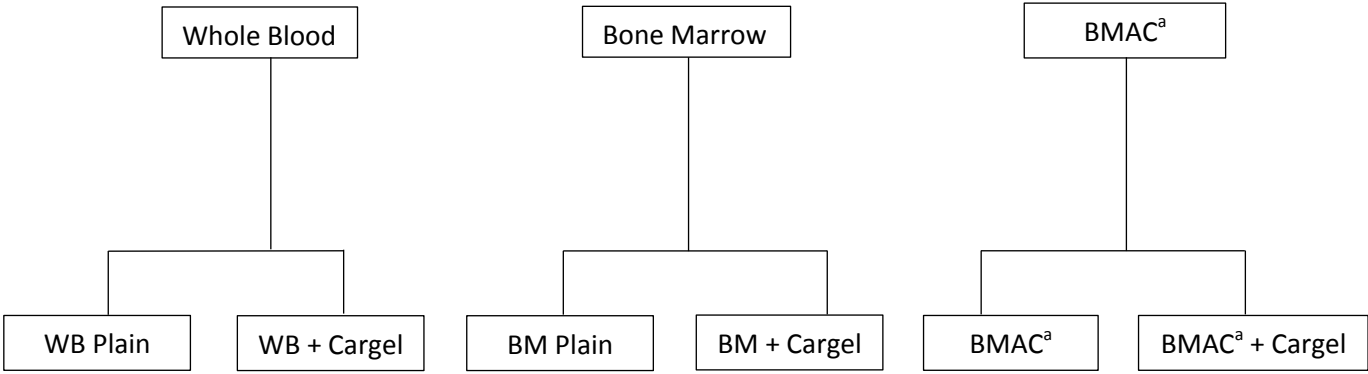 Whole Blood
Bone Marrow
BMACᵃ
WB Plain
WB + Cargel
BM Plain
BM + Cargel
BMACᵃ
BMACᵃ + Cargel